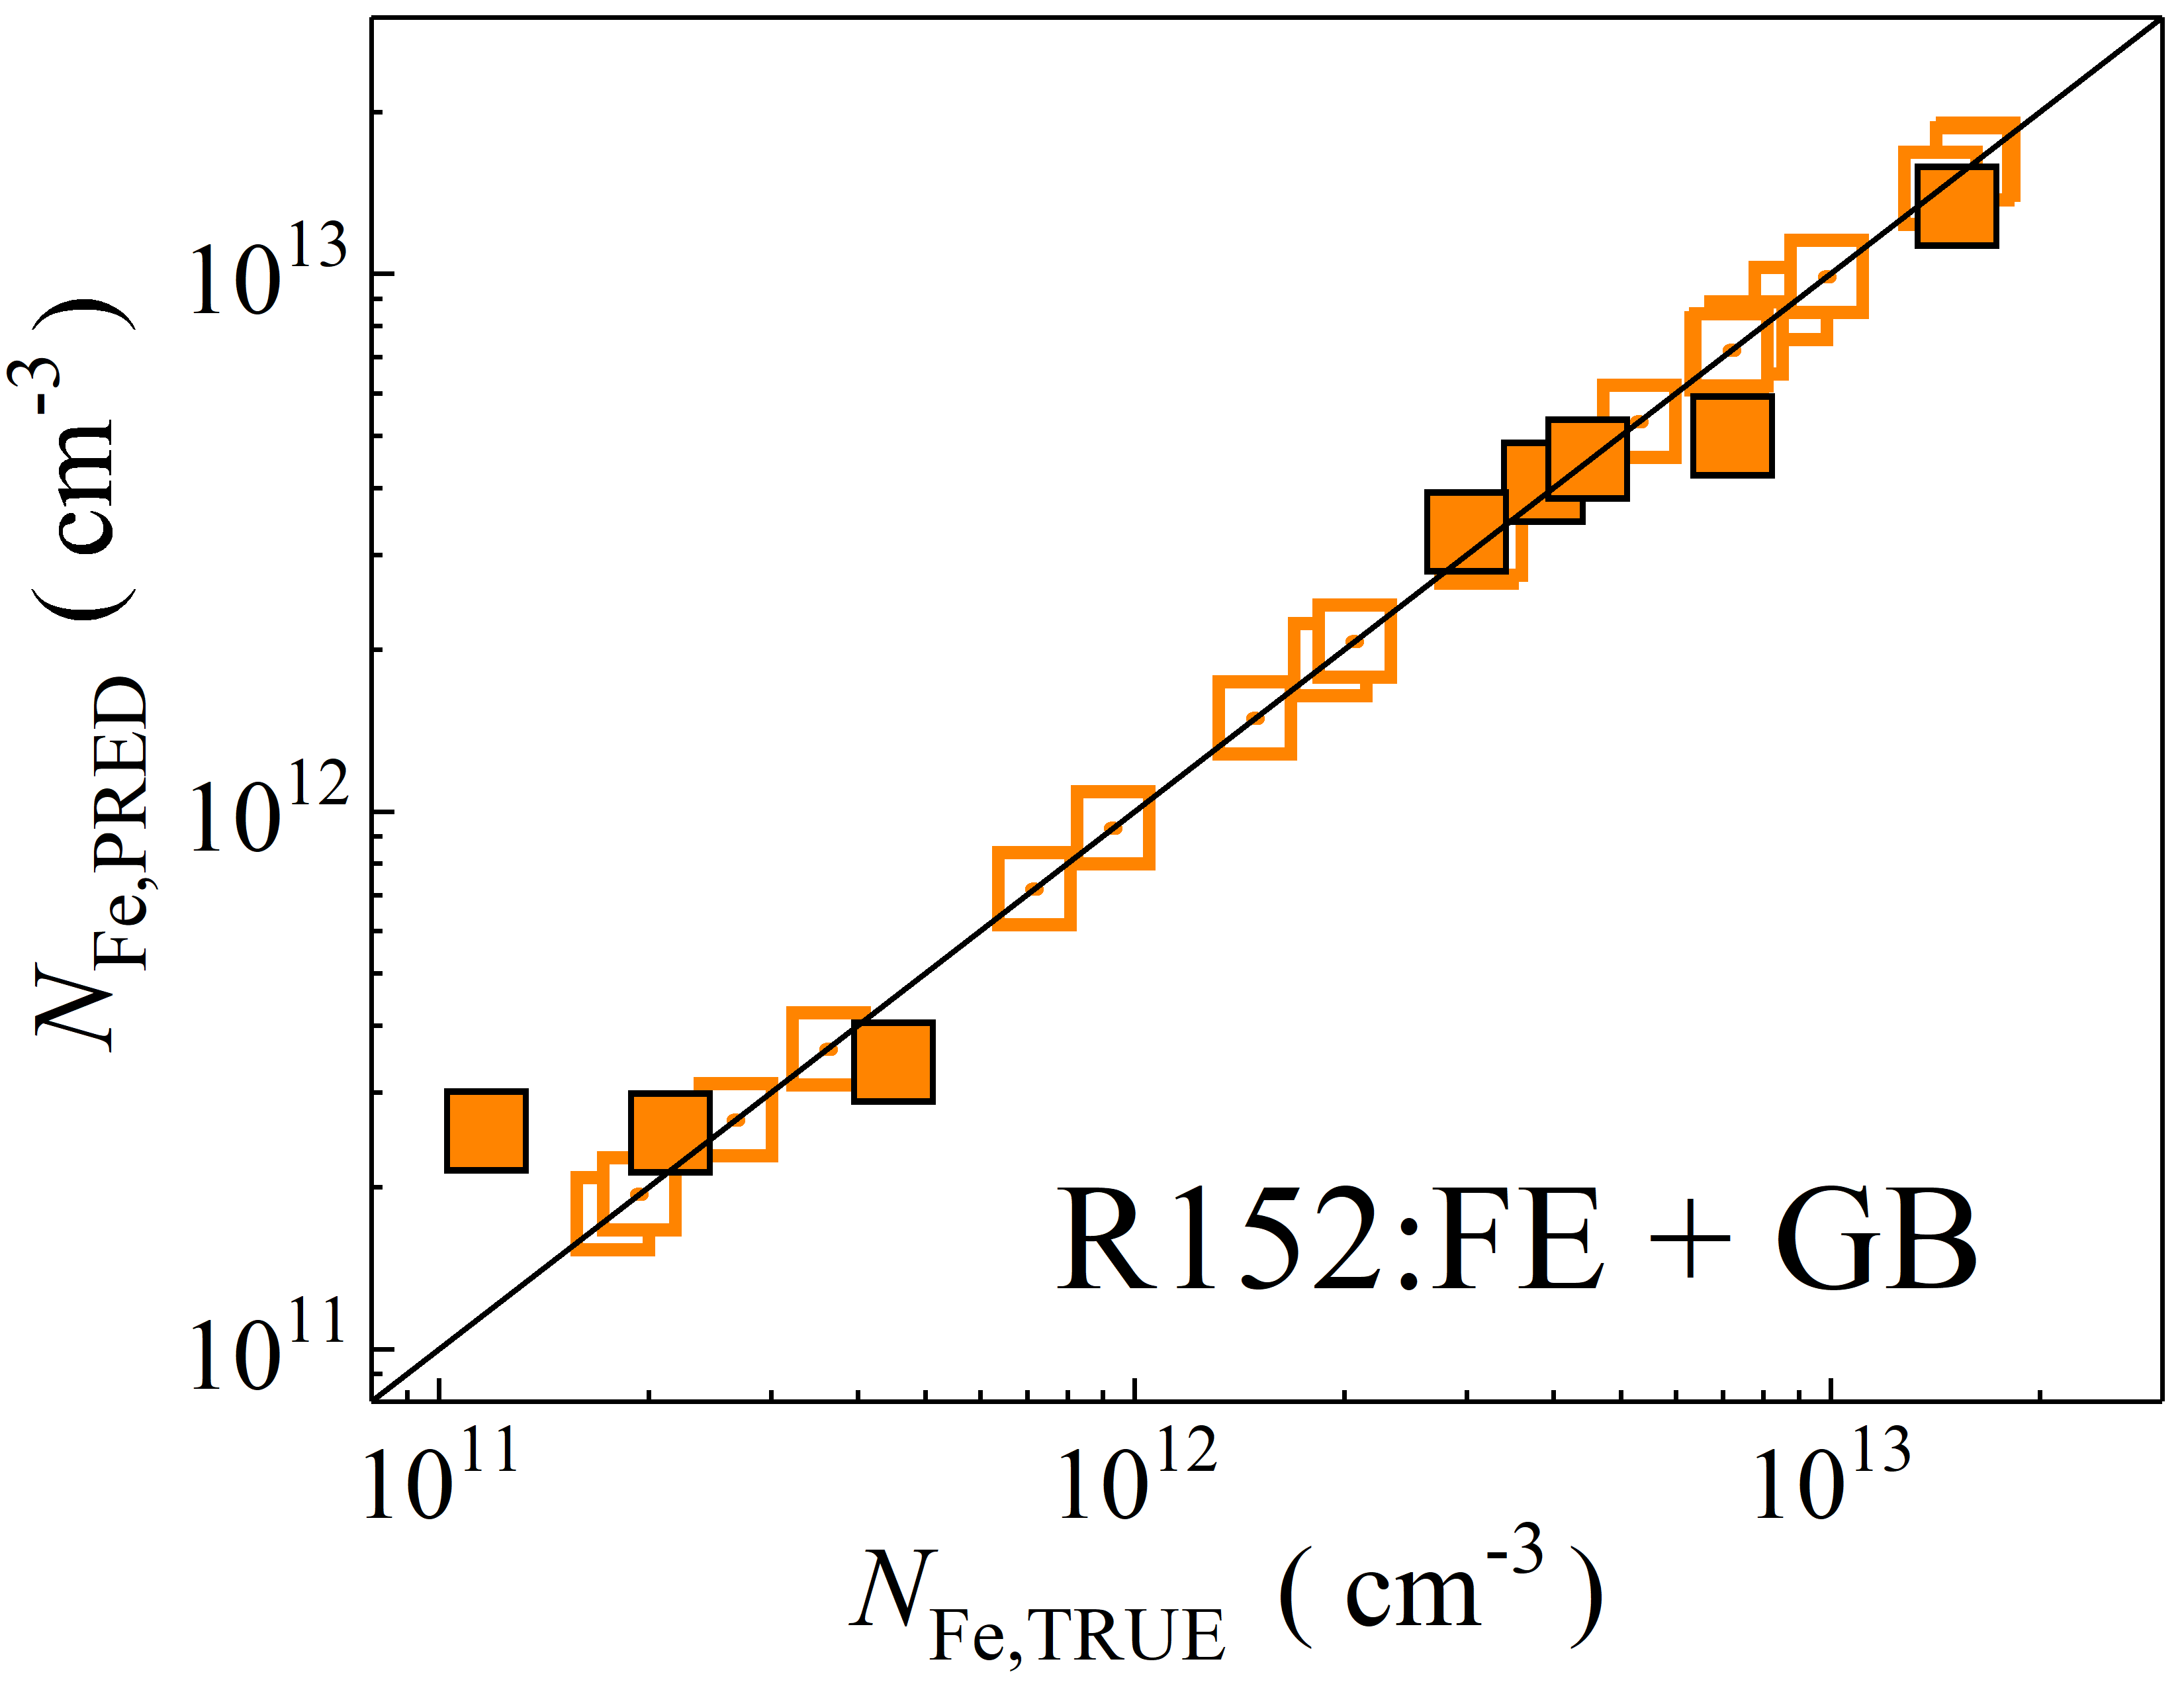 10^13
10^12
10^11
N_Fe,PRED ( cm^-3 )
R152:FE + GB
10^11 10^12 10^13
N_Fe,TRUE ( cm^-3 )